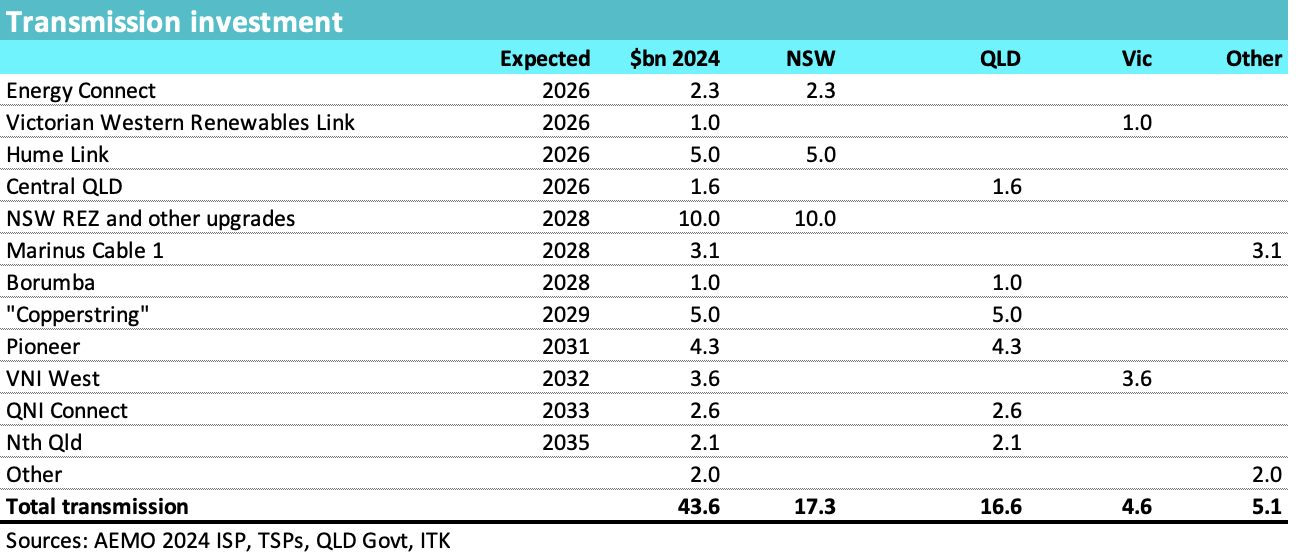 Transmission investment
Expected $bn 2024 NSW QLD Vic Other
Energy Connect 2026 2.3 2.3
Victorian Western Renewables Link 2026 1.0 1.0
Hume Link 2026 5.0 5.0
Central QLD 2026 1.6 1.6
NSW REZ and other upgrades 2028 10.0 10.0
Marinus Cable 1 2028 3.1 3.1
Borumba 2028 1.0 1.0
"Copperstring" 2029 5.0 5.0
Pioneer 2031 4.3 4.3
VNI West 2032 3.6 3.6
QNI Connect 2033 2.6 2.6
Nth Qld 2035 2.1 2.1
Other 2.0 2.0
Total transmission 43.6 17.3 16.6 4.6 5.1
Sources: AEMO 2024 ISP, TSPs, QLD Govt, ITK